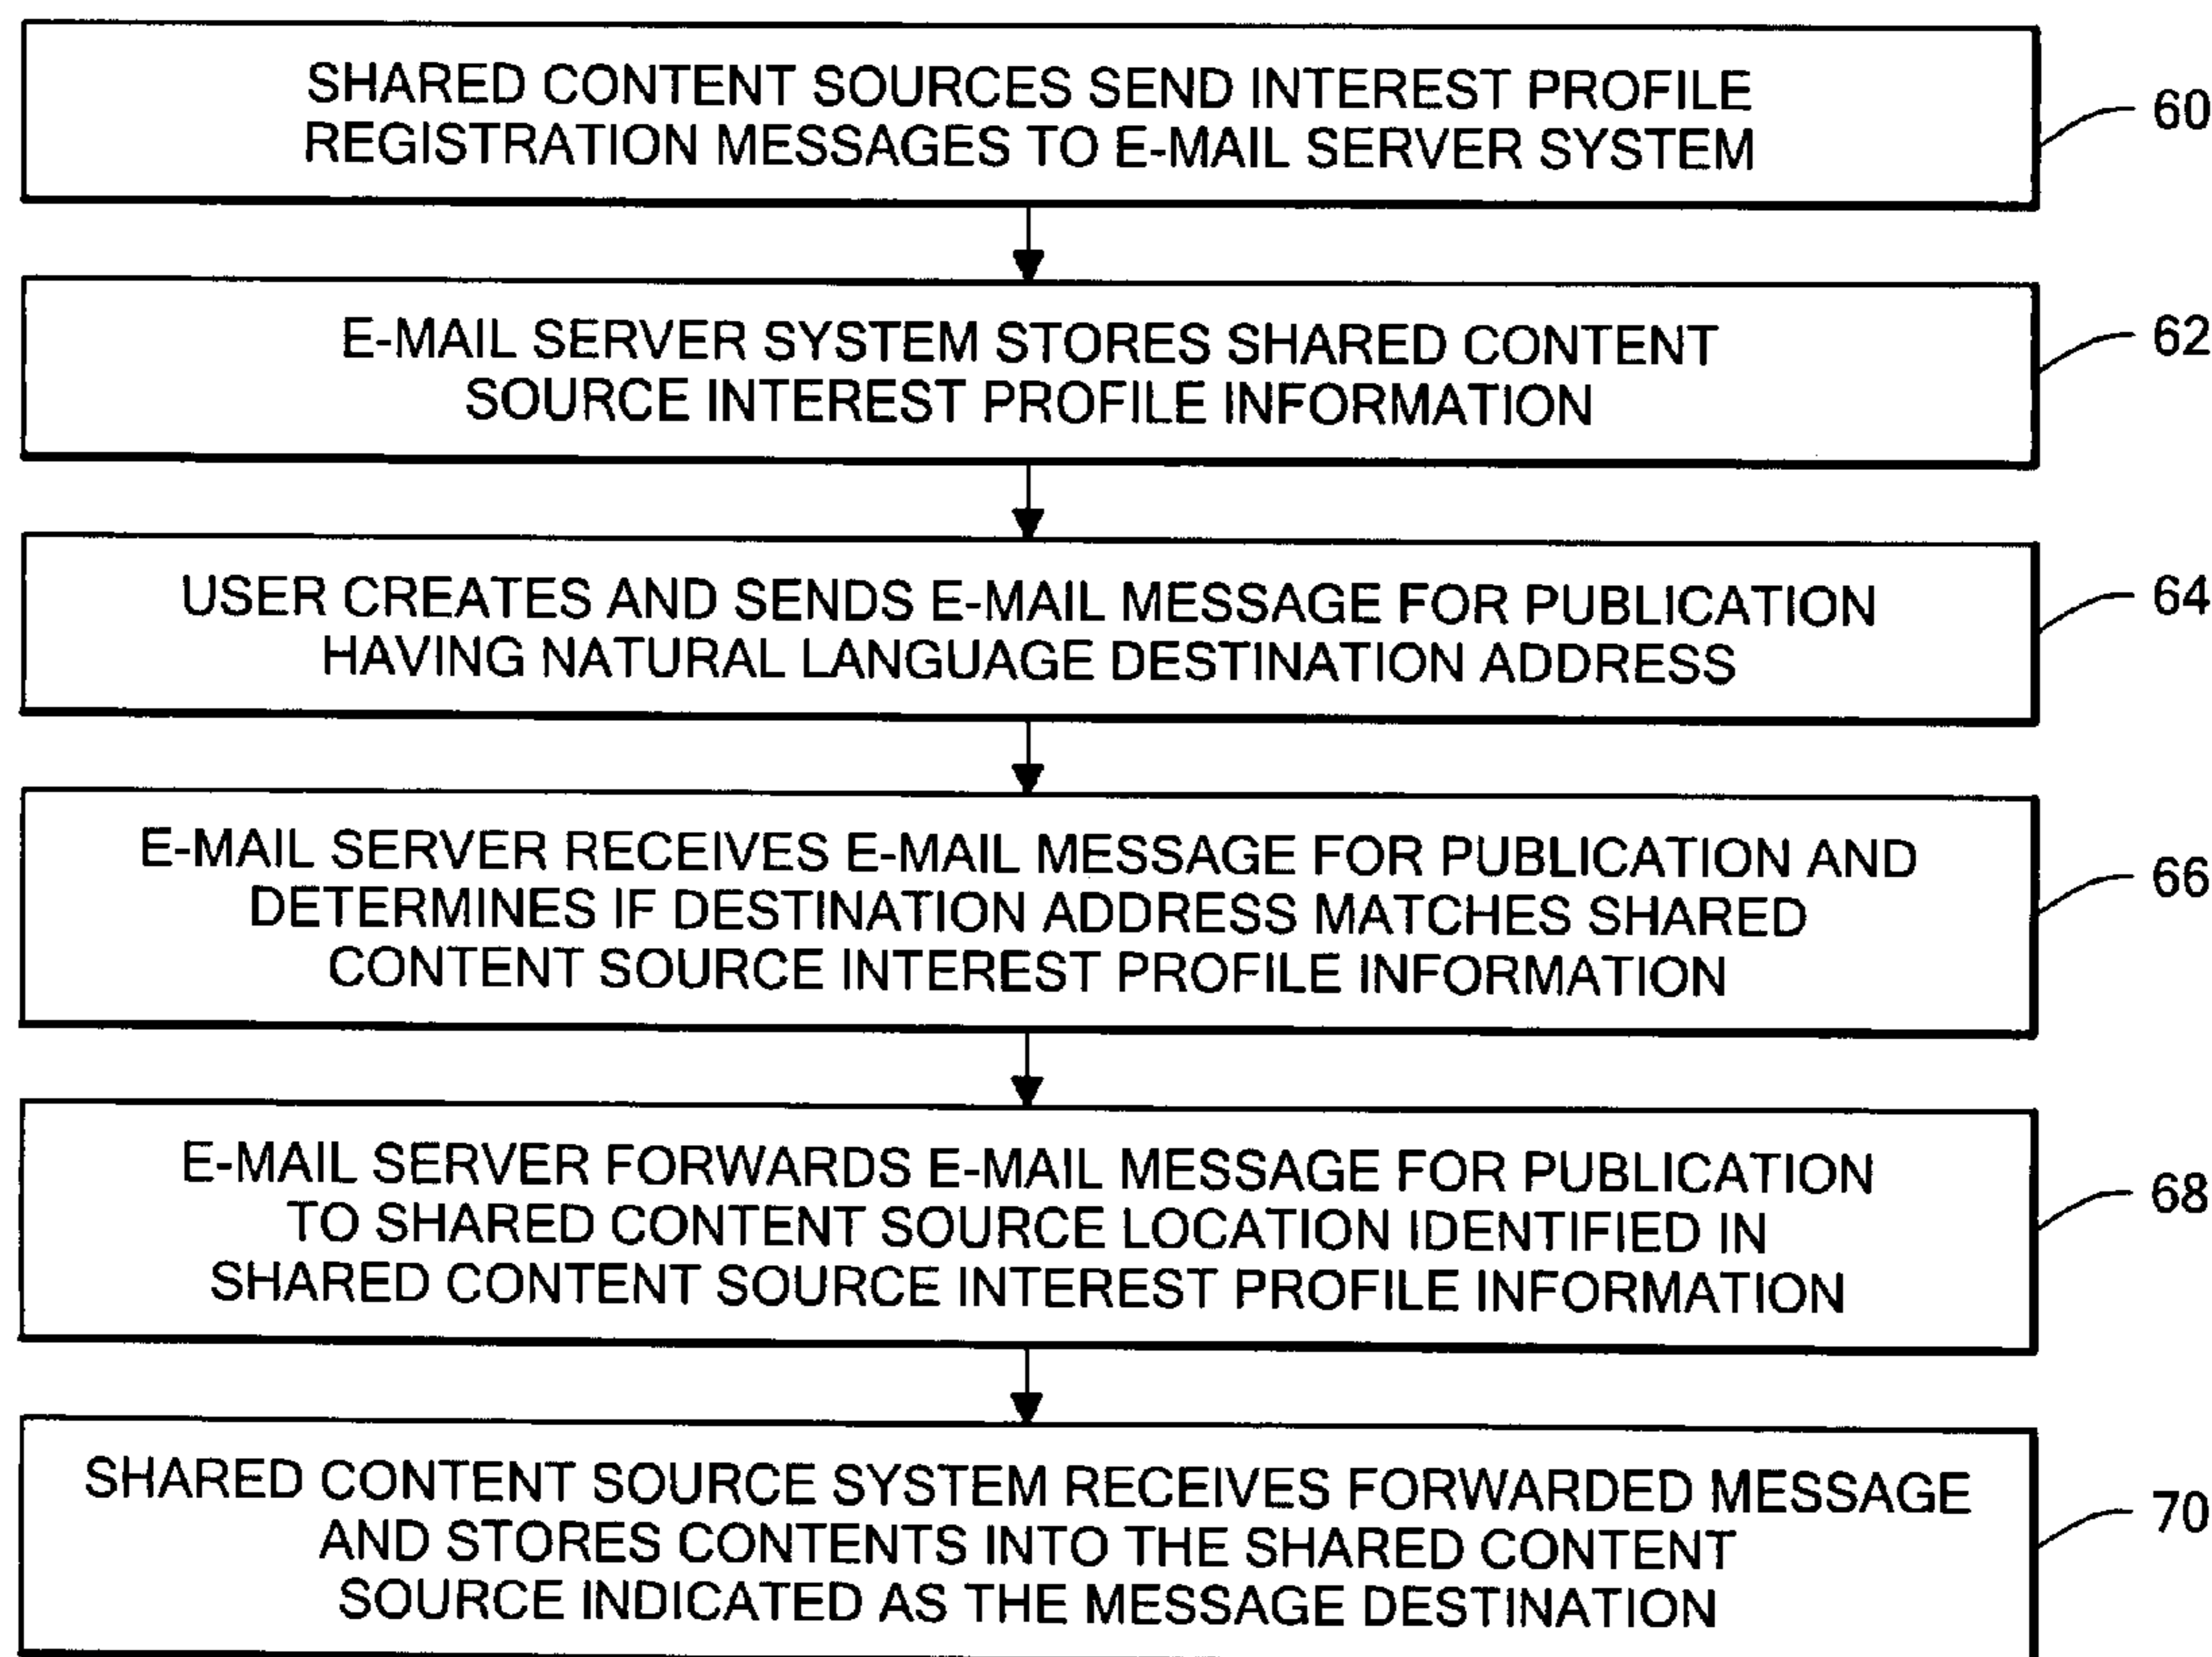 SHARED CONTENT SOURCES SEND INTEREST PROFILE
REGISTRATION MESSAGES TO E-MAIL SERVER SYSTEM
60
E-MAIL SERVER SYSTEM STORES SHARED CONTENT
SOURCE INTEREST PROFILE INFORMATION
62
USER CREATES AND SENDS E-MAIL MESSAGE FOR PUBLICATION
HAVING NATURAL LANGUAGE DESTINATION ADDRESS
64
E-MAIL SERVER RECEIVES E-MAIL MESSAGE FOR PUBLICATION AND
DETERMINES IF DESTINATION ADDRESS MATCHES SHARED
CONTENT SOURCE INTEREST PROFILE INFORMATION
66
E-MAIL SERVER FORWARDS E-MAIL MESSAGE FOR PUBLICATION
TO SHARED CONTENT SOURCE LOCATION IDENTIFIED IN
SHARED CONTENT SOURCE INTEREST PROFILE INFORMATION
68
SHARED CONTENT SOURCE SYSTEM RECEIVES FORWARDED MESSAGE
AND STORES CONTENTS INTO THE SHARED CONTENT
SOURCE INDICATED AS THE MESSAGE DESTINATION
70